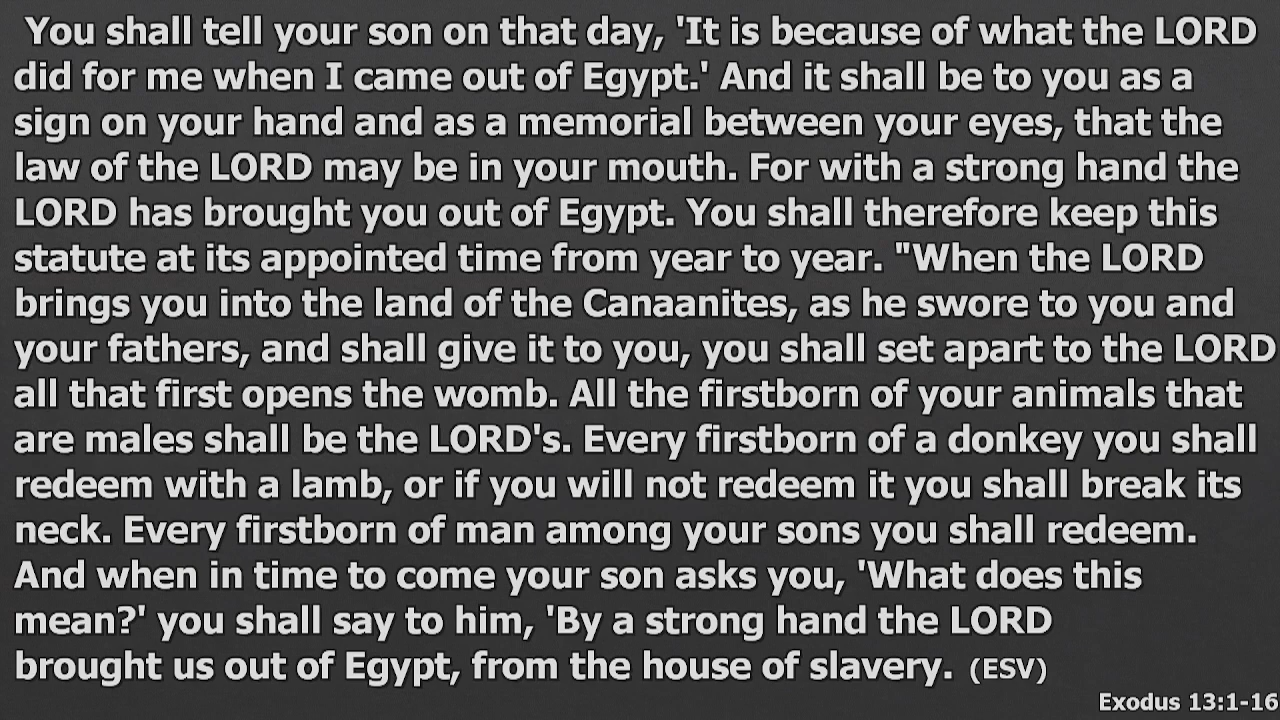 You shall tell your son on that day, 'It is because of what the LORD
did for me when I came out of Egypt.' And it shall be to you as a
sign on your hand and as a memorial between your eyes, that the
law of the LORD may be in your mouth. For with a strong hand the
LORD has brought you out of Egypt. You shall therefore keep this
statute at its appointed time from year to year. "When the LORD
brings you into the land of the Canaanites, as he swore to you and
your fathers, and shall give it to you, you shall set apart to the LORD
all that first opens the womb. All the firstborn of your animals that
are males shall be the LORD's. Every firstborn of a donkey you shall
redeem with a lamb, or if you will not redeem it you shall break its
neck. Every firstborn of man among your sons you shall redeem.
And when in time to come your son asks you, 'What does this
mean?' you shall say to him, 'By a strong hand the LORD
brought us out of Egypt, from the house of slavery. (ESV)
Exodus 13:1-16